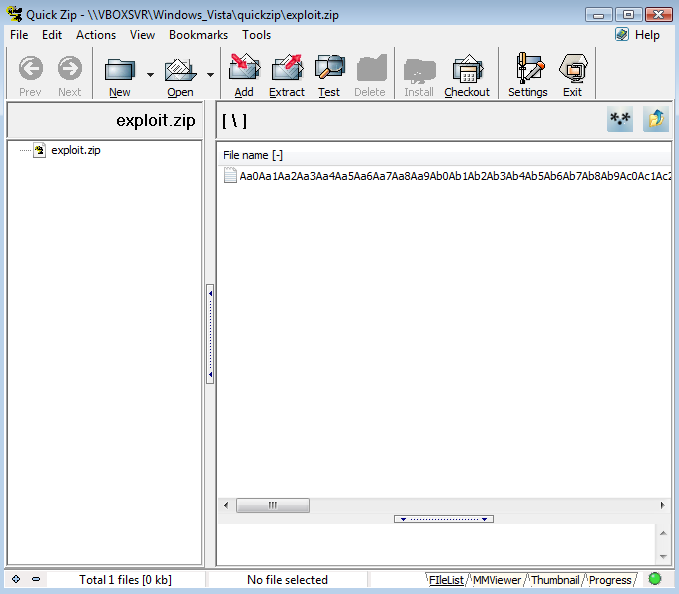 Quick Zip - \\VBOXSVR\Windows_Vista\quickzip\exploit.zip
File Edit Actions View Bookmarks Tools Help
Prev Next New Open Add Extract Test Delete Install Checkout Settings Exit
exploit.zip [ \ ] *.*
File name [-]
exploit.zip
Aa0Aa1Aa2Aa3Aa4Aa5Aa6Aa7Aa8Aa9Ab0Ab1Ab2Ab3Ab4Ab5Ab6Ab7Ab8Ab9Ac0Ac1Ac2
Total 1 files [0 kb] No file selected FIleList MMViewer Thumbnail Progress